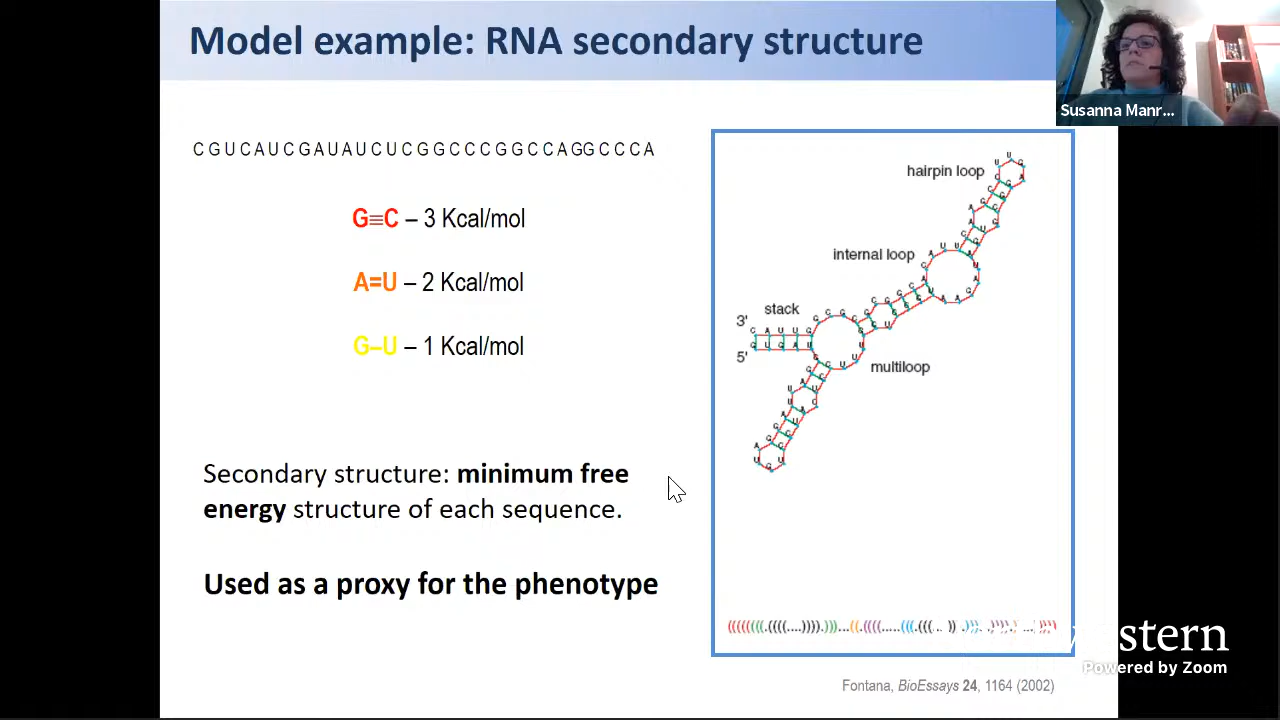 Model example: RNA secondary structure
Susanna Manr...
CGUCAUCGAUAUCUCGGCCCGGCCAGGCCCA
G≡C – 3 Kcal/mol
A=U – 2 Kcal/mol
G–U – 1 Kcal/mol
Secondary structure: minimum free
energy structure of each sequence.
Used as a proxy for the phenotype
hairpin loop
internal loop
stack
3'
5'
multiloop
Powered by Zoom
Fontana, BioEssays 24, 1164 (2002)